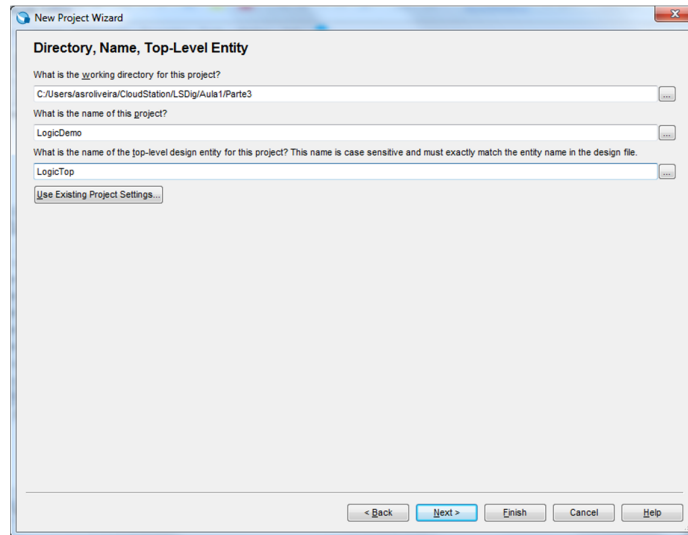 New Project Wizard
Directory, Name, Top-Level Entity
What is the working directory for this project?
C:/Users/asroliveira/CloudStation/LSDig/Aula1/Parte3
...
What is the name of this project?
LogicDemo
...
What is the name of the top-level design entity for this project? This name is case sensitive and must exactly match the entity name in the design file.
LogicTop
...
Use Existing Project Settings...
< Back Next > Finish Cancel Help